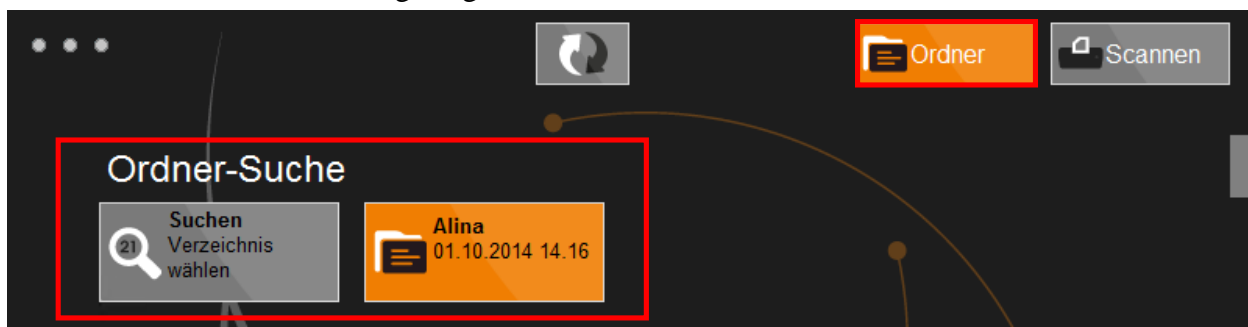 Ordner
Scannen
Ordner-Suche
Suchen
Verzeichnis
wählen
21
Alina
01.10.2014 14.16